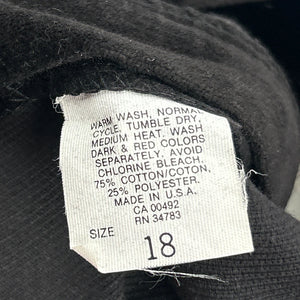 WARM WASH, NORMAL
CYCLE, TUMBLE DRY,
MEDIUM HEAT. WASH
DARK & RED COLORS
SEPARATELY. AVOID
CHLORINE BLEACH.
75% COTTON/COTON,
25% POLYESTER.
MADE IN U.S.A.
CA 00492
RN 34783
SIZE 18